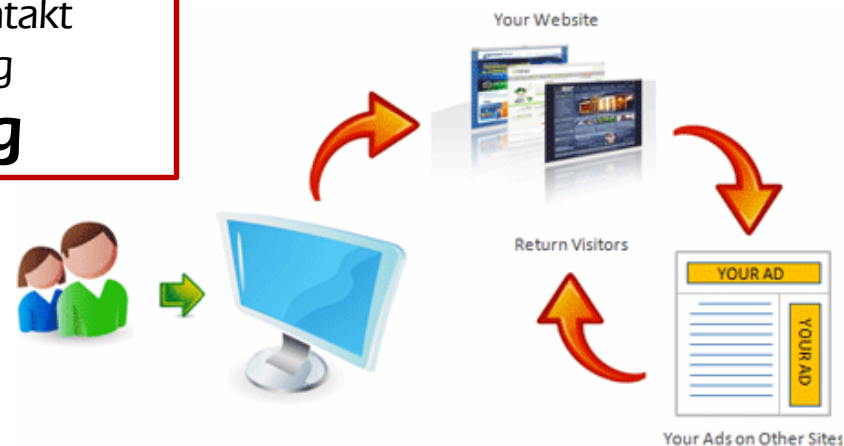 Your Website
Return Visitors
YOUR AD
YOUR AD
Your Ads on Other Sites